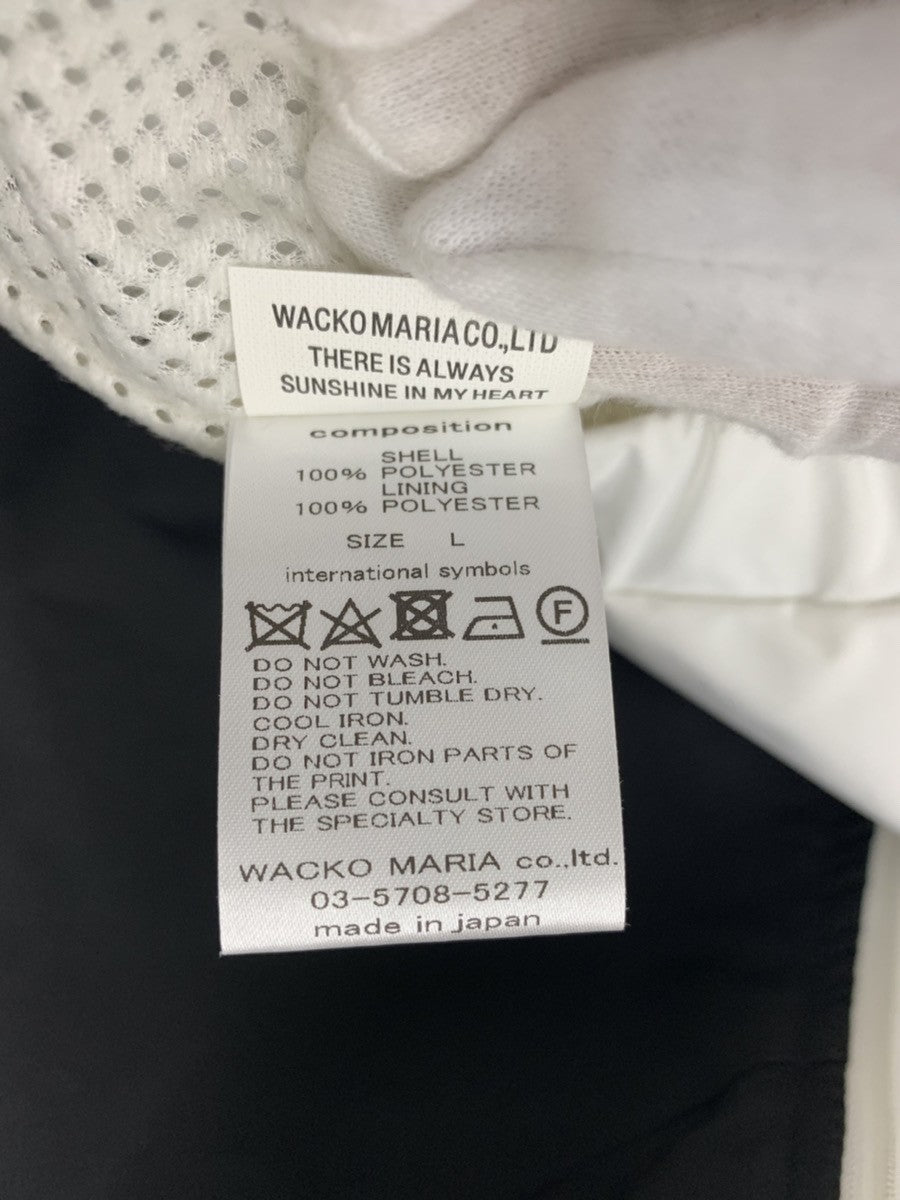 WACKO MARIA CO.,LTD
THERE IS ALWAYS
SUNSHINE IN MY HEART
composition
SHELL
100% POLYESTER
LINING
100% POLYESTER
SIZE L
international symbols
F
DO NOT WASH.
DO NOT BLEACH.
DO NOT TUMBLE DRY.
COOL IRON.
DRY CLEAN.
DO NOT IRON PARTS OF
THE PRINT.
PLEASE CONSULT WITH
THE SPECIALTY STORE.
WACKO MARIA co.,ltd.
03-5708-5277
made in japan